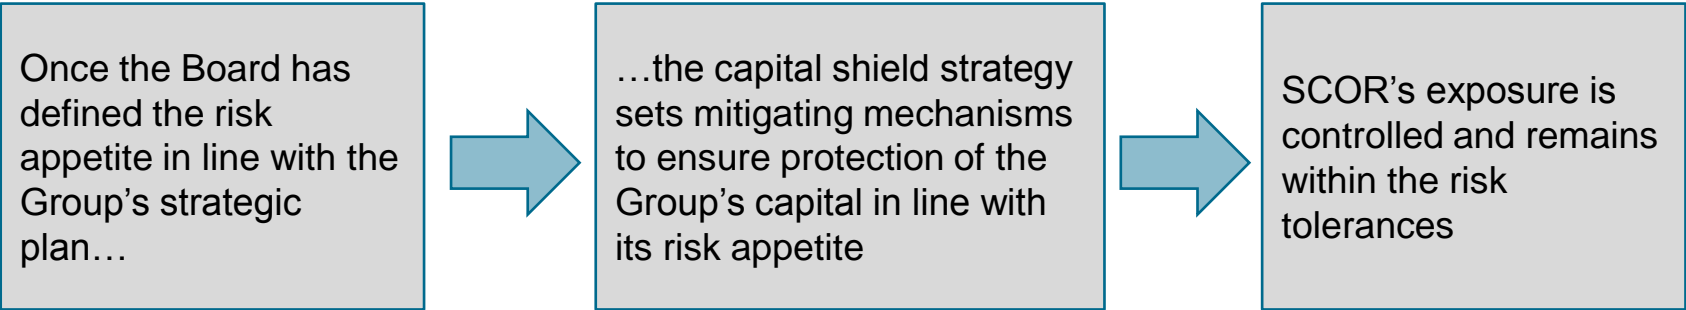 Once the Board has
defined the risk
appetite in line with the
Group’s strategic
plan…
…the capital shield strategy
sets mitigating mechanisms
to ensure protection of the
Group’s capital in line with
its risk appetite
SCOR’s exposure is
controlled and remains
within the risk
tolerances